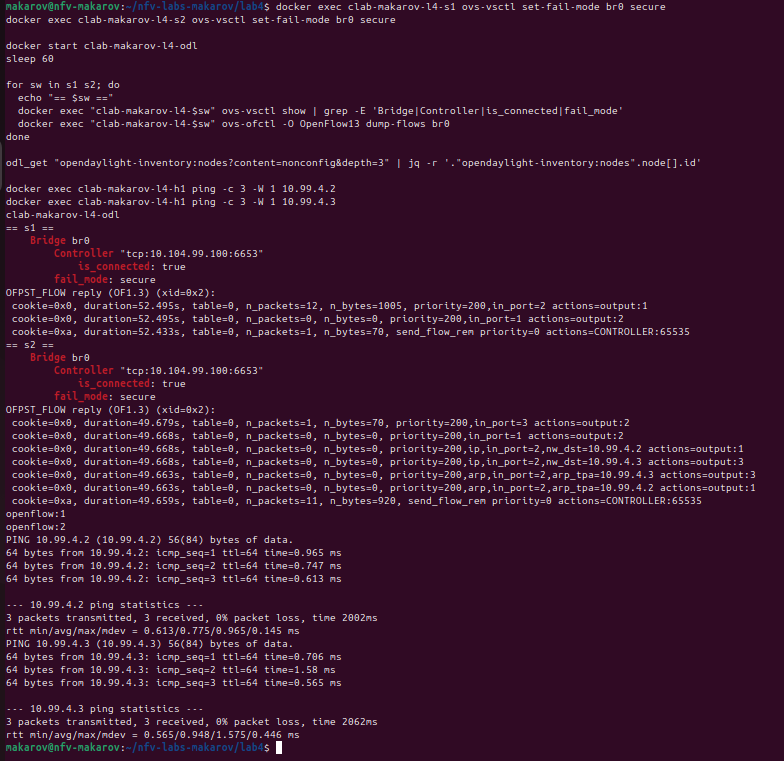 makarov@nfv-makarov:~/nfv-labs-makarov/lab4$ docker exec clab-makarov-l4-s1 ovs-vsctl set-fail-mode br0 secure
docker exec clab-makarov-l4-s2 ovs-vsctl set-fail-mode br0 secure

docker start clab-makarov-l4-odl
sleep 60

for sw in s1 s2; do
  echo "== $sw =="
  docker exec "clab-makarov-l4-$sw" ovs-vsctl show | grep -E 'Bridge|Controller|is_connected|fail_mode'
  docker exec "clab-makarov-l4-$sw" ovs-ofctl -O OpenFlow13 dump-flows br0
done

odl_get "opendaylight-inventory:nodes?content=nonconfig&depth=3" | jq -r '."opendaylight-inventory:nodes".node[].id'

docker exec clab-makarov-l4-h1 ping -c 3 -W 1 10.99.4.2
docker exec clab-makarov-l4-h1 ping -c 3 -W 1 10.99.4.3
clab-makarov-l4-odl
== s1 ==
    Bridge br0
        Controller "tcp:10.104.99.100:6653"
            is_connected: true
        fail_mode: secure
OFPST_FLOW reply (OF1.3) (xid=0x2):
 cookie=0x0, duration=52.495s, table=0, n_packets=12, n_bytes=1005, priority=200,in_port=2 actions=output:1
 cookie=0x0, duration=52.495s, table=0, n_packets=0, n_bytes=0, priority=200,in_port=1 actions=output:2
 cookie=0xa, duration=52.433s, table=0, n_packets=1, n_bytes=70, send_flow_rem priority=0 actions=CONTROLLER:65535
== s2 ==
    Bridge br0
        Controller "tcp:10.104.99.100:6653"
            is_connected: true
        fail_mode: secure
OFPST_FLOW reply (OF1.3) (xid=0x2):
 cookie=0x0, duration=49.679s, table=0, n_packets=1, n_bytes=70, priority=200,in_port=3 actions=output:2
 cookie=0x0, duration=49.668s, table=0, n_packets=0, n_bytes=0, priority=200,in_port=1 actions=output:2
 cookie=0x0, duration=49.668s, table=0, n_packets=0, n_bytes=0, priority=200,ip,in_port=2,nw_dst=10.99.4.2 actions=output:1
 cookie=0x0, duration=49.668s, table=0, n_packets=0, n_bytes=0, priority=200,ip,in_port=2,nw_dst=10.99.4.3 actions=output:3
 cookie=0x0, duration=49.663s, table=0, n_packets=0, n_bytes=0, priority=200,arp,in_port=2,arp_tpa=10.99.4.3 actions=output:3
 cookie=0x0, duration=49.663s, table=0, n_packets=0, n_bytes=0, priority=200,arp,in_port=2,arp_tpa=10.99.4.2 actions=output:1
 cookie=0xa, duration=49.659s, table=0, n_packets=11, n_bytes=920, send_flow_rem priority=0 actions=CONTROLLER:65535
openflow:1
openflow:2
PING 10.99.4.2 (10.99.4.2) 56(84) bytes of data.
64 bytes from 10.99.4.2: icmp_seq=1 ttl=64 time=0.965 ms
64 bytes from 10.99.4.2: icmp_seq=2 ttl=64 time=0.747 ms
64 bytes from 10.99.4.2: icmp_seq=3 ttl=64 time=0.613 ms

--- 10.99.4.2 ping statistics ---
3 packets transmitted, 3 received, 0% packet loss, time 2002ms
rtt min/avg/max/mdev = 0.613/0.775/0.965/0.145 ms
PING 10.99.4.3 (10.99.4.3) 56(84) bytes of data.
64 bytes from 10.99.4.3: icmp_seq=1 ttl=64 time=0.706 ms
64 bytes from 10.99.4.3: icmp_seq=2 ttl=64 time=1.58 ms
64 bytes from 10.99.4.3: icmp_seq=3 ttl=64 time=0.565 ms

--- 10.99.4.3 ping statistics ---
3 packets transmitted, 3 received, 0% packet loss, time 2062ms
rtt min/avg/max/mdev = 0.565/0.948/1.575/0.446 ms
makarov@nfv-makarov:~/nfv-labs-makarov/lab4$